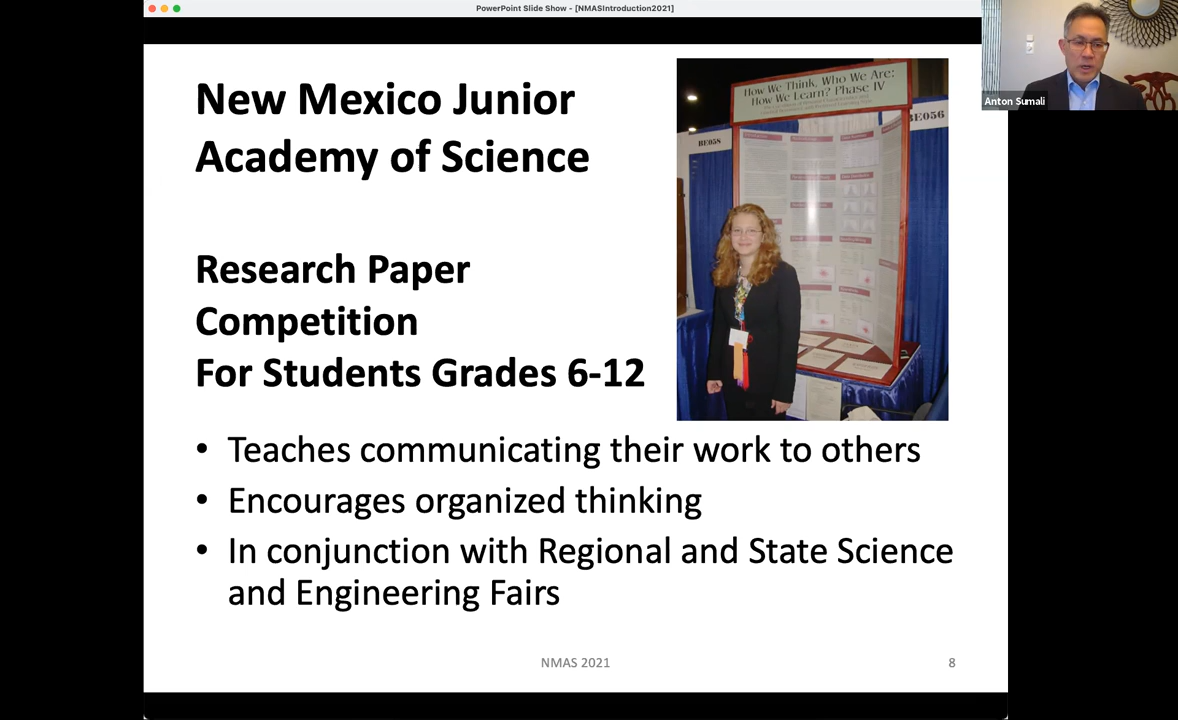 PowerPoint Slide Show - [NMASIntroduction2021]
Anton Sumali
New Mexico Junior
Academy of Science
Research Paper
Competition
For Students Grades 6-12
How We Think, Who We Are:
How We Learn? Phase IV
BE058
BE056
• Teaches communicating their work to others
• Encourages organized thinking
• In conjunction with Regional and State Science
and Engineering Fairs
NMAS 2021
8